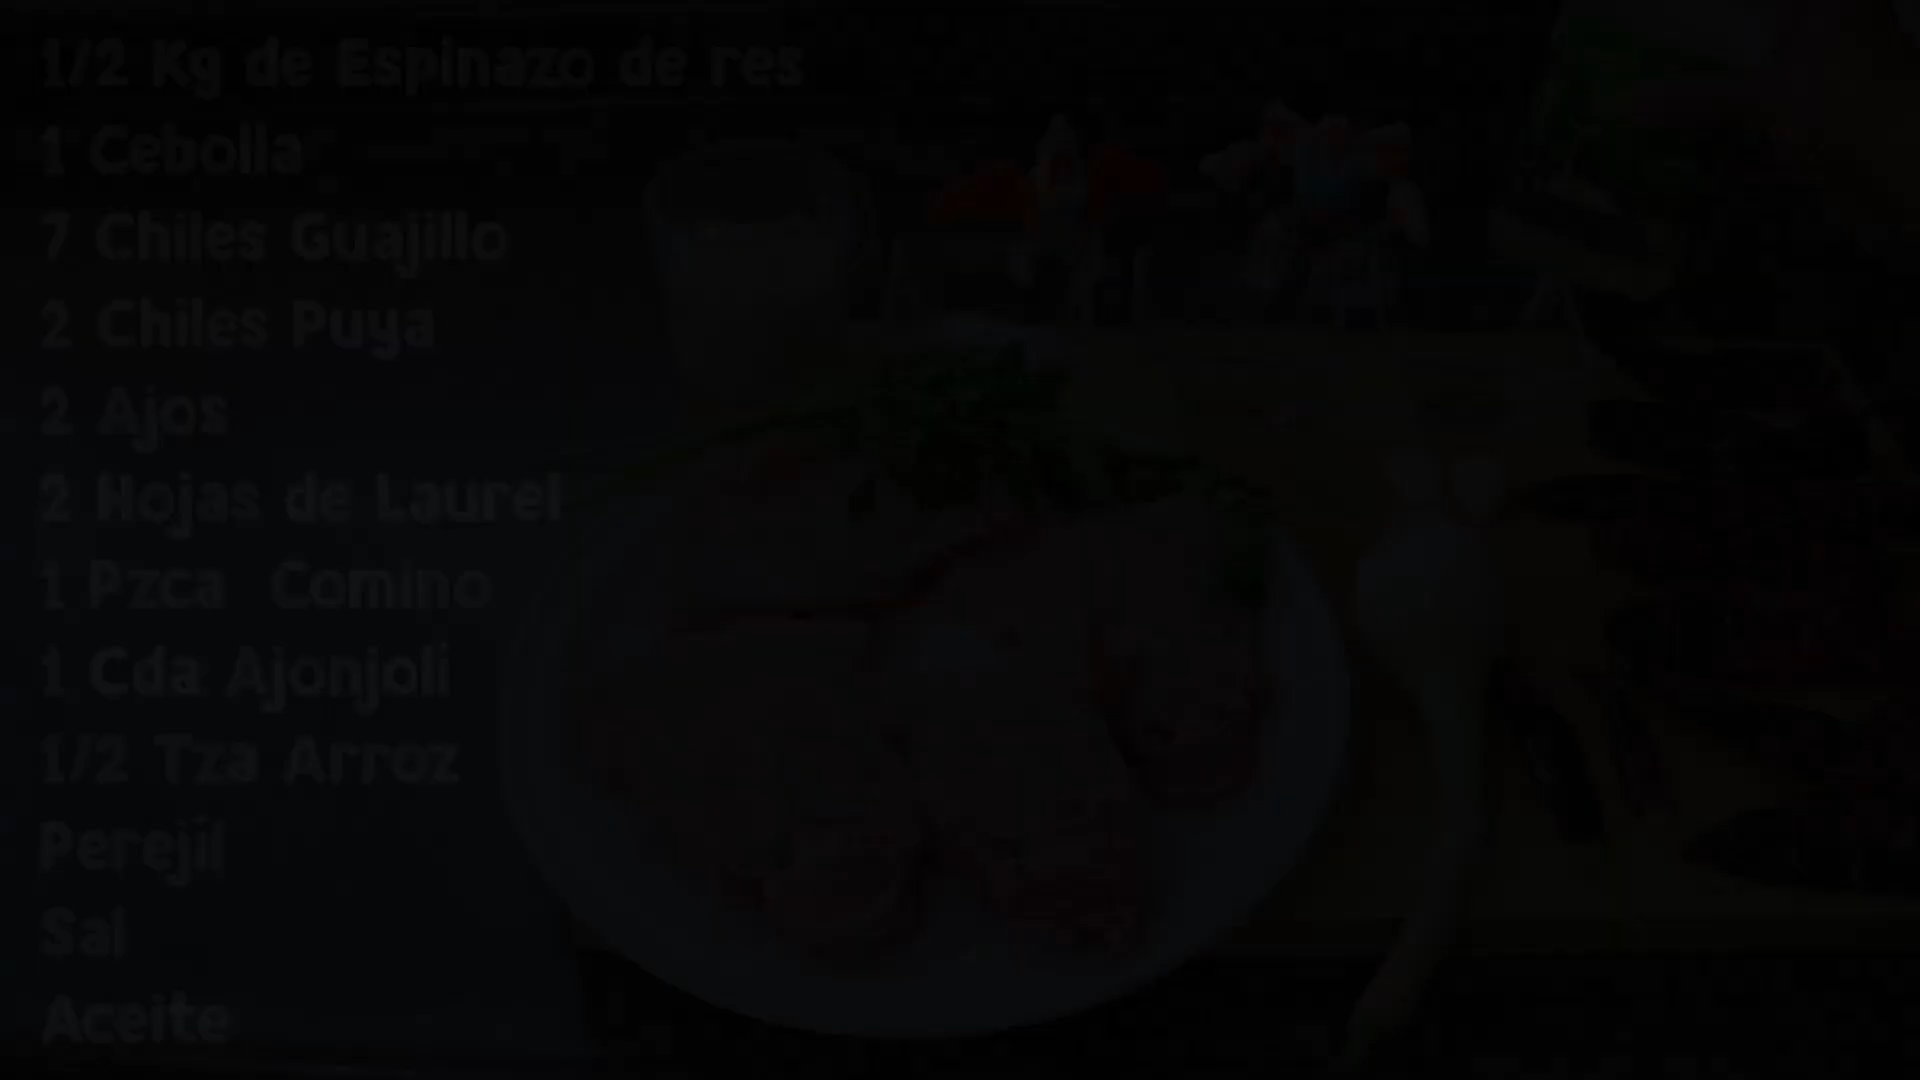 1/2 Kg de Espinazo de res
1 Cebolla
7 Chiles Guajillo
2 Chiles Puya
2 Ajos
2 Hojas de Laurel
1 Pzca Comino
1 Cda Ajonjolí
1/2 Tza Arroz
Perejil
Sal
Aceite